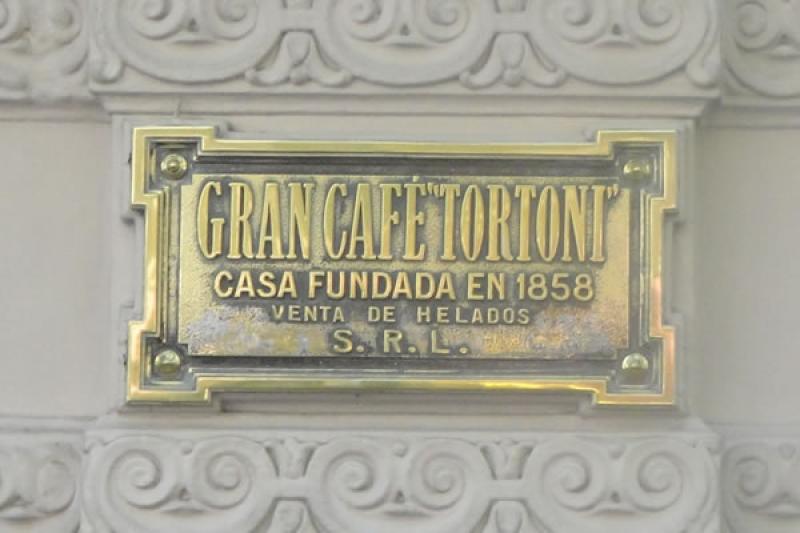 GRAN CAFÉ "TORTONI"
CASA FUNDADA EN 1858
VENTA DE HELADOS
S. R. L.